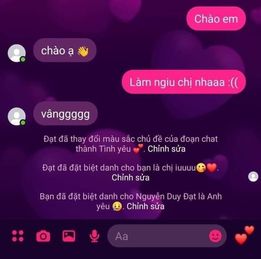 Chào em
chào ạ 👋
Làm ngiu chị nhaaa :((
vânggggg
Đạt đã thay đổi màu sắc chủ đề của đoạn chat
thành Tình yêu 💕. Chỉnh sửa
Đạt đã đặt biệt danh cho bạn là chị iuuuu😋❤️.
Chỉnh sửa
Bạn đã đặt biệt danh cho Nguyễn Duy Đạt là Anh
yêu 😆. Chỉnh sửa
Aa